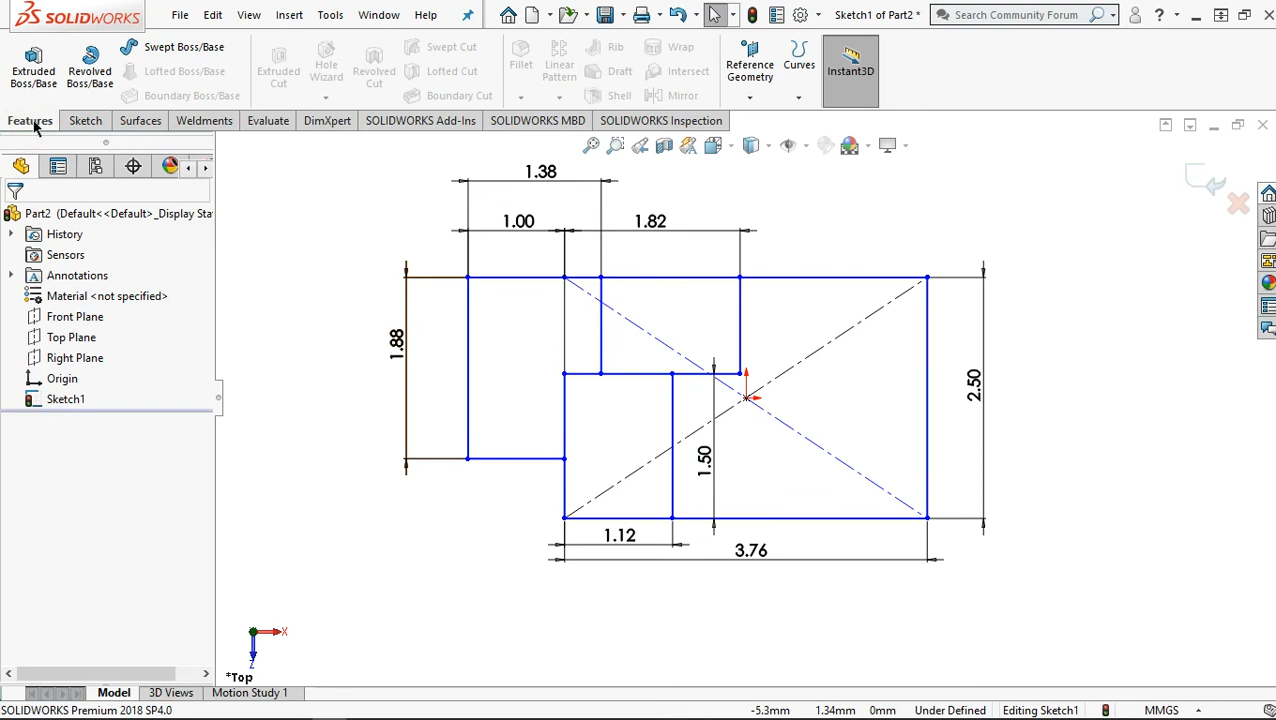 SOLIDWORKS File Edit View Insert Tools Window Help Sketch1 of Part2 * Search Community Forum ?
Extruded Boss/Base
Revolved Boss/Base
Swept Boss/Base
Lofted Boss/Base
Boundary Boss/Base
Extruded Cut
Hole Wizard
Revolved Cut
Swept Cut
Lofted Cut
Boundary Cut
Fillet
Linear Pattern
Rib
Draft
Shell
Wrap
Intersect
Mirror
Reference Geometry
Curves
Instant3D
Features Sketch Surfaces Weldments Evaluate DimXpert SOLIDWORKS Add-Ins SOLIDWORKS MBD SOLIDWORKS Inspection
Part2 (Default<<Default>_Display Sta
History
Sensors
Annotations
Material <not specified>
Front Plane
Top Plane
Right Plane
Origin
Sketch1
1.38
1.00 1.82
1.88
2.50
1.50
1.12
3.76
X
Z
*Top
Model 3D Views Motion Study 1
SOLIDWORKS Premium 2018 SP4.0 -5.3mm 1.34mm 0mm Under Defined Editing Sketch1 MMGS